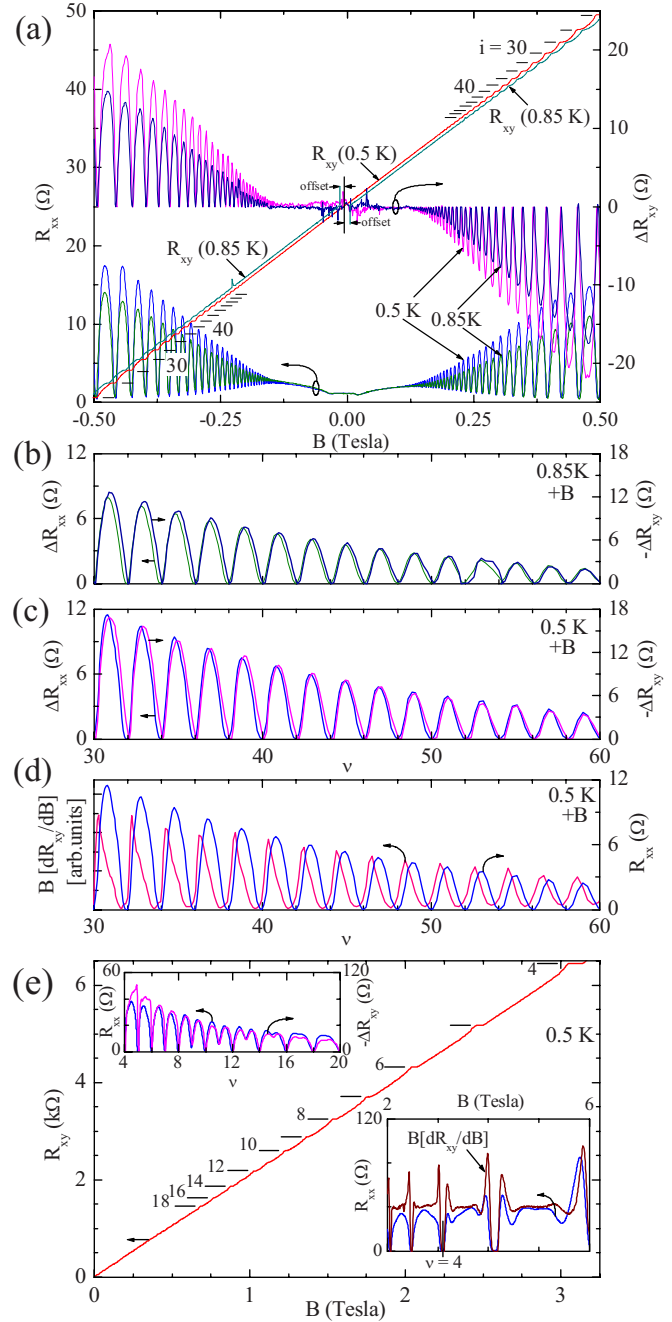 (a)
50
40
30
20
10
0
R_xx (Ω)
20
10
0
-10
-20
ΔR_xy (Ω)
i = 30
40
R_xy (0.85 K)
R_xy (0.5 K)
offset
offset
R_xy (0.85 K)
0.5 K
0.85K
40
30
-0.50 -0.25 0.00 0.25 0.50
B (Tesla)
(b)
12
6
0
ΔR_xx (Ω)
0.85K
+B
18
12
6
0
-ΔR_xy (Ω)
(c)
12
6
0
ΔR_xx (Ω)
0.5 K
+B
18
12
6
0
-ΔR_xy (Ω)
30 40 50 60
ν
(d)
B [dR_xy/dB]
[arb.units]
0.5 K
+B
12
6
0
R_xx (Ω)
30 40 50 60
ν
(e)
6
4
2
0
R_xy (kΩ)
60
0
R_xx (Ω)
-120
0
-ΔR_xy (Ω)
4 8 12 16 20
ν
4
0.5 K
6
8
10
12
14
16
18
2 6
B (Tesla)
120
0
R_xx (Ω)
B[dR_xy/dB]
ν = 4
0 1 2 3
B (Tesla)